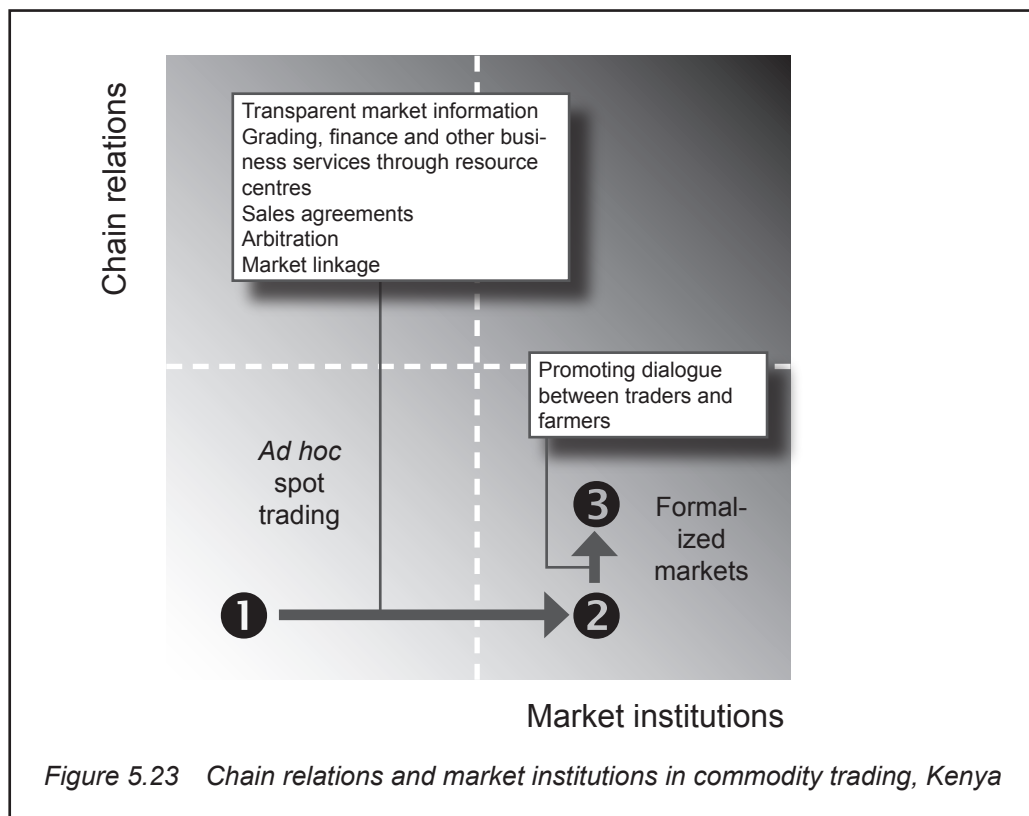 Chain relations
Transparent market information
Grading, finance and other busi-
ness services through resource
centres
Sales agreements
Arbitration
Market linkage
Promoting dialogue
between traders and
farmers
Ad hoc
spot
trading
3
Formal-
ized
markets
1
2
Market institutions
Figure 5.23 Chain relations and market institutions in commodity trading, Kenya